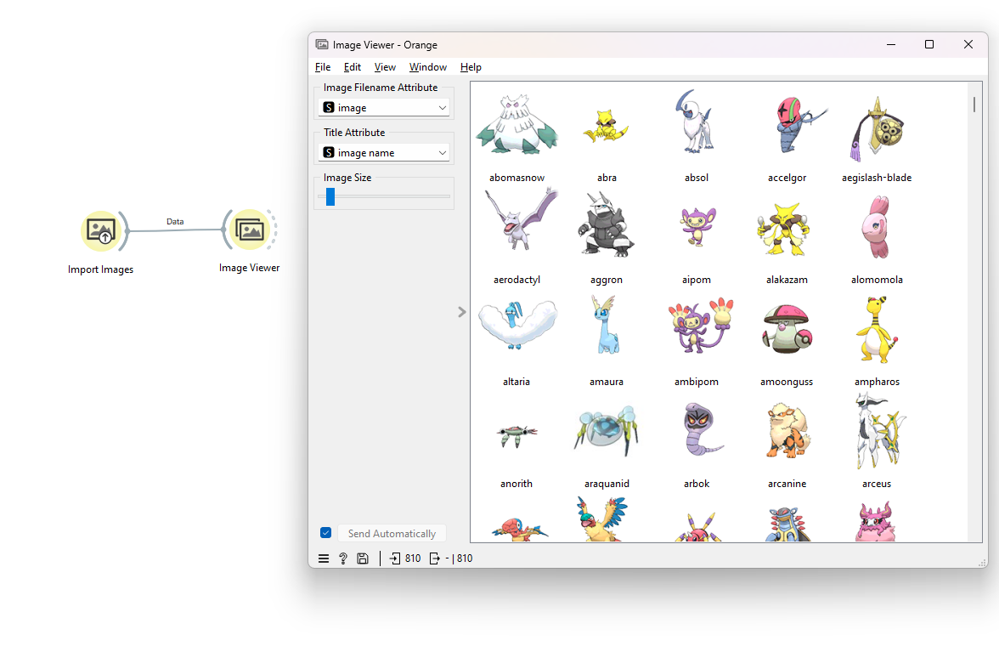 Image Viewer - Orange
File Edit View Window Help
Image Filename Attribute
S image
Title Attribute
S image name
Image Size
abomasnow abra absol accelgor aegislash-blade
aerodactyl aggron aipom alakazam alomomola
altaria amaura ambipom amoonguss ampharos
anorith araquanid arbok arcanine arceus
Data
Import Images
Image Viewer
Send Automatically
? 810 - | 810